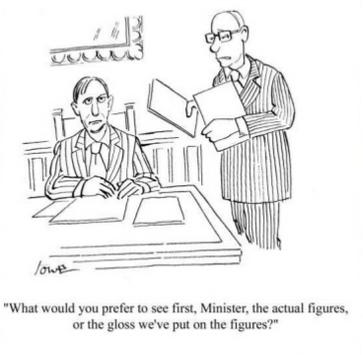 Lowe
"What would you prefer to see first, Minister, the actual figures,
or the gloss we've put on the figures?"